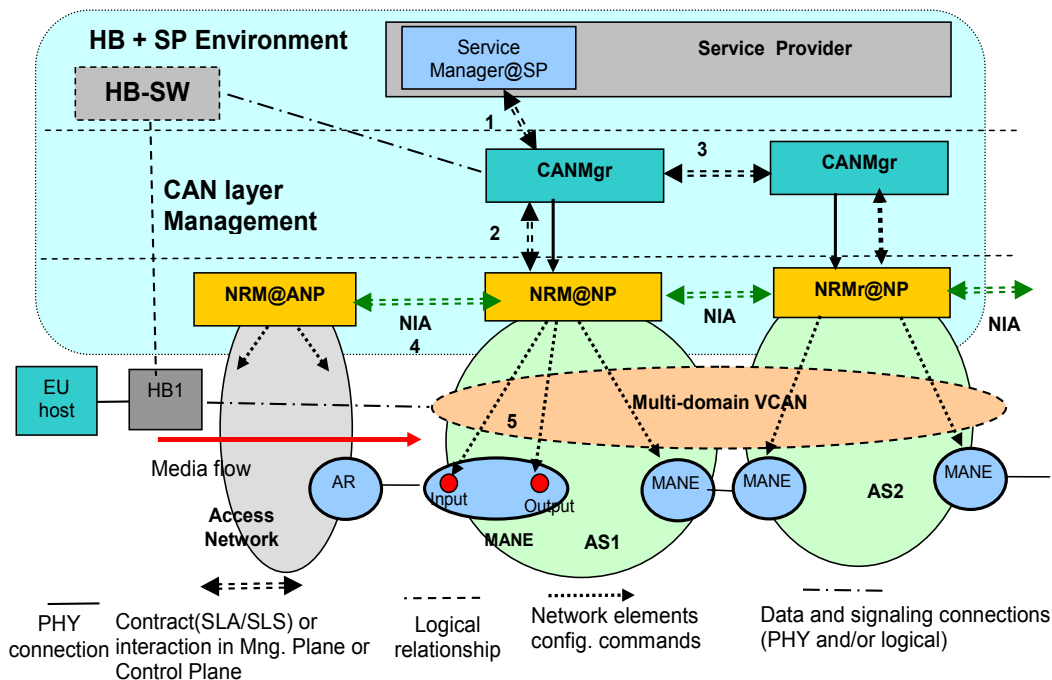 HB + SP Environment
Service
Manager@SP
Service Provider
HB-SW
1
3
CANMgr
CANMgr
CAN layer
Management
2
NRM@ANP
NRM@NP
NRMr@NP
NIA
4
NIA
NIA
EU
host
HB1
Multi-domain VCAN
5
Media flow
AR
Input
Output
MANE
MANE
MANE
MANE
AS1
AS2
Access
Network
PHY
connection
Contract(SLA/SLS) or
interaction in Mng. Plane or
Control Plane
Logical
relationship
Network elements
config. commands
Data and signaling connections
(PHY and/or logical)